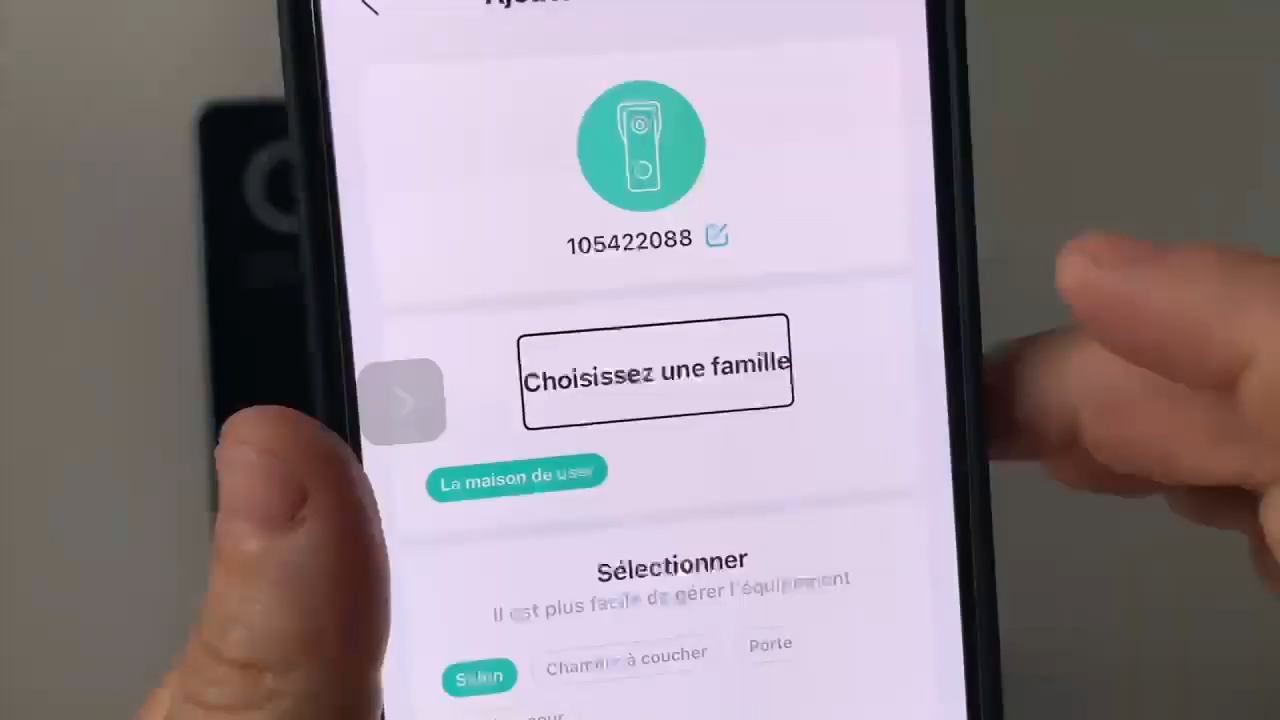 105422088
Choisissez une famille
La maison de user
Sélectionner
Il est plus facile de gérer l'équipement
Salon
Chambre à coucher
Porte